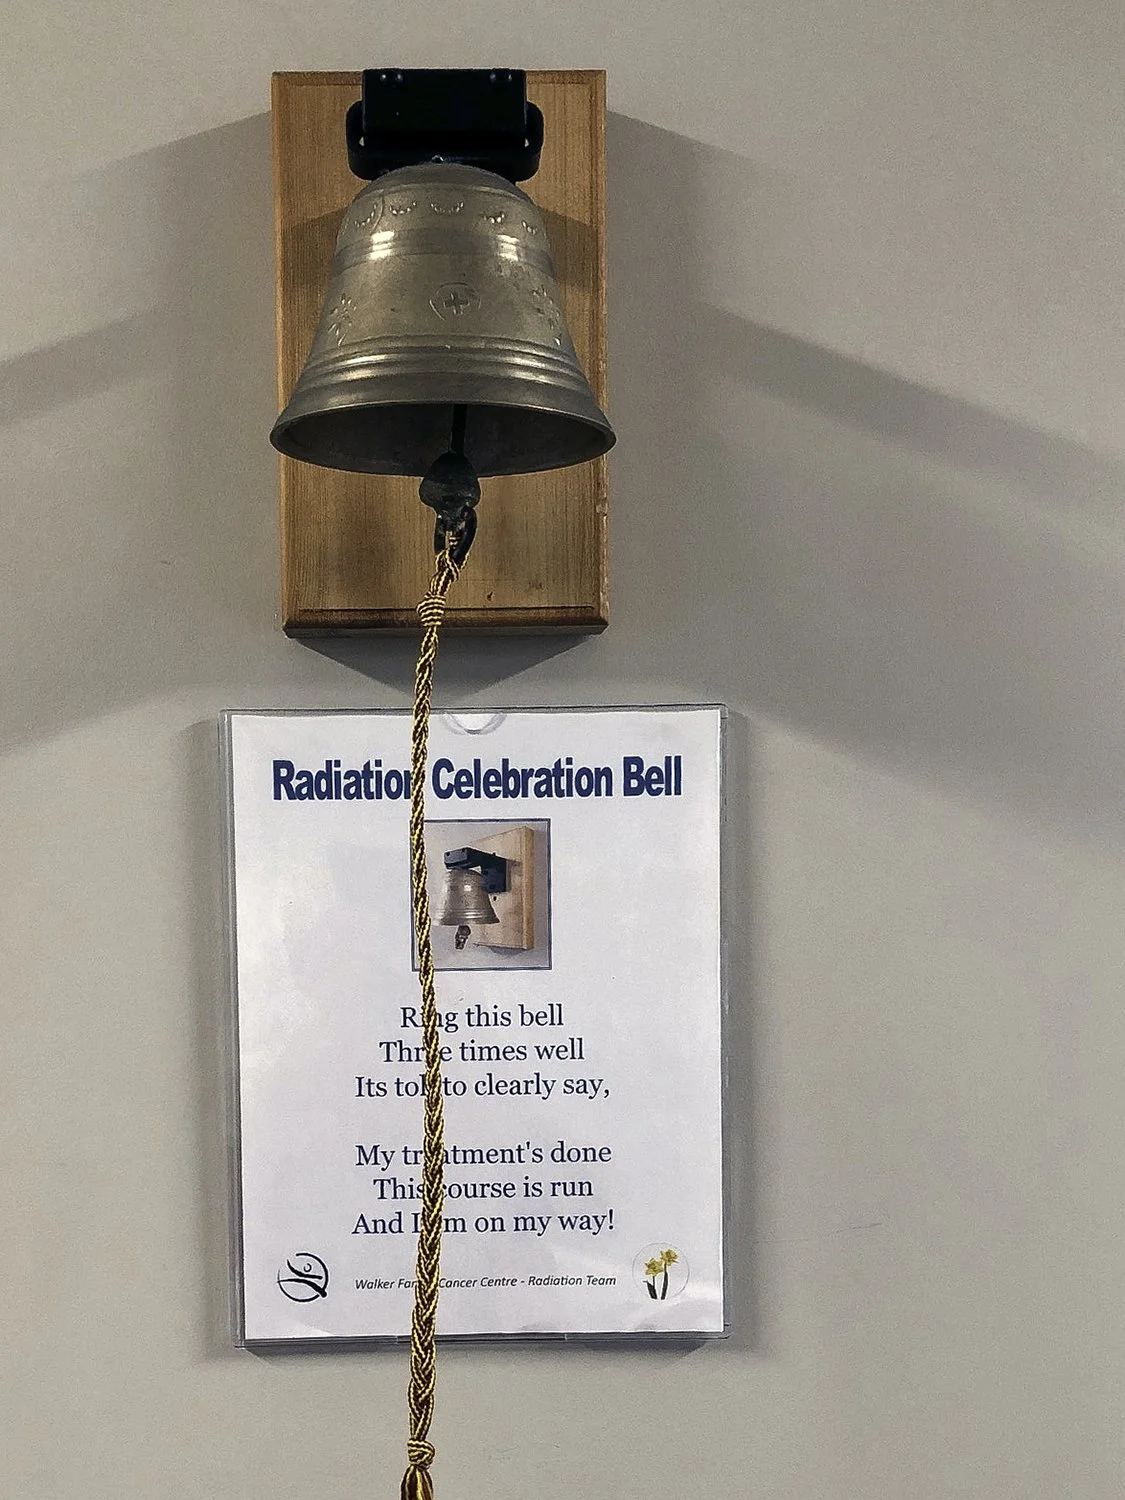 Radiation Celebration Bell
Ring this bell
Three times well
Its toll to clearly say,
My treatment's done
This course is run
And I am on my way!
Walker Family Cancer Centre - Radiation Team